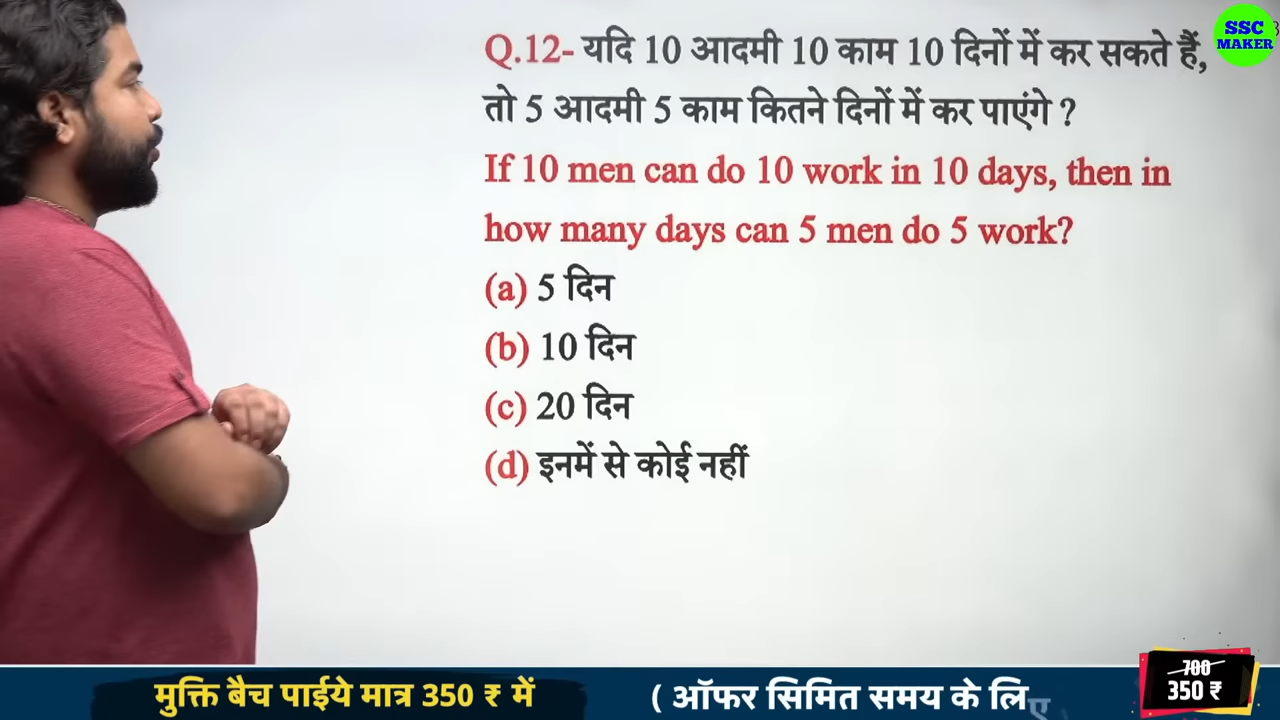 Q.12- यदि 10 आदमी 10 काम 10 दिनों में कर सकते हैं,
तो 5 आदमी 5 काम कितने दिनों में कर पाएंगे ?
If 10 men can do 10 work in 10 days, then in
how many days can 5 men do 5 work?
(a) 5 दिन
(b) 10 दिन
(c) 20 दिन
(d) इनमें से कोई नहीं
SSC
MAKER
मुक्ति बैच पाईये मात्र 350 ₹ में
( ऑफर सिमित समय के लिए
700
350 ₹